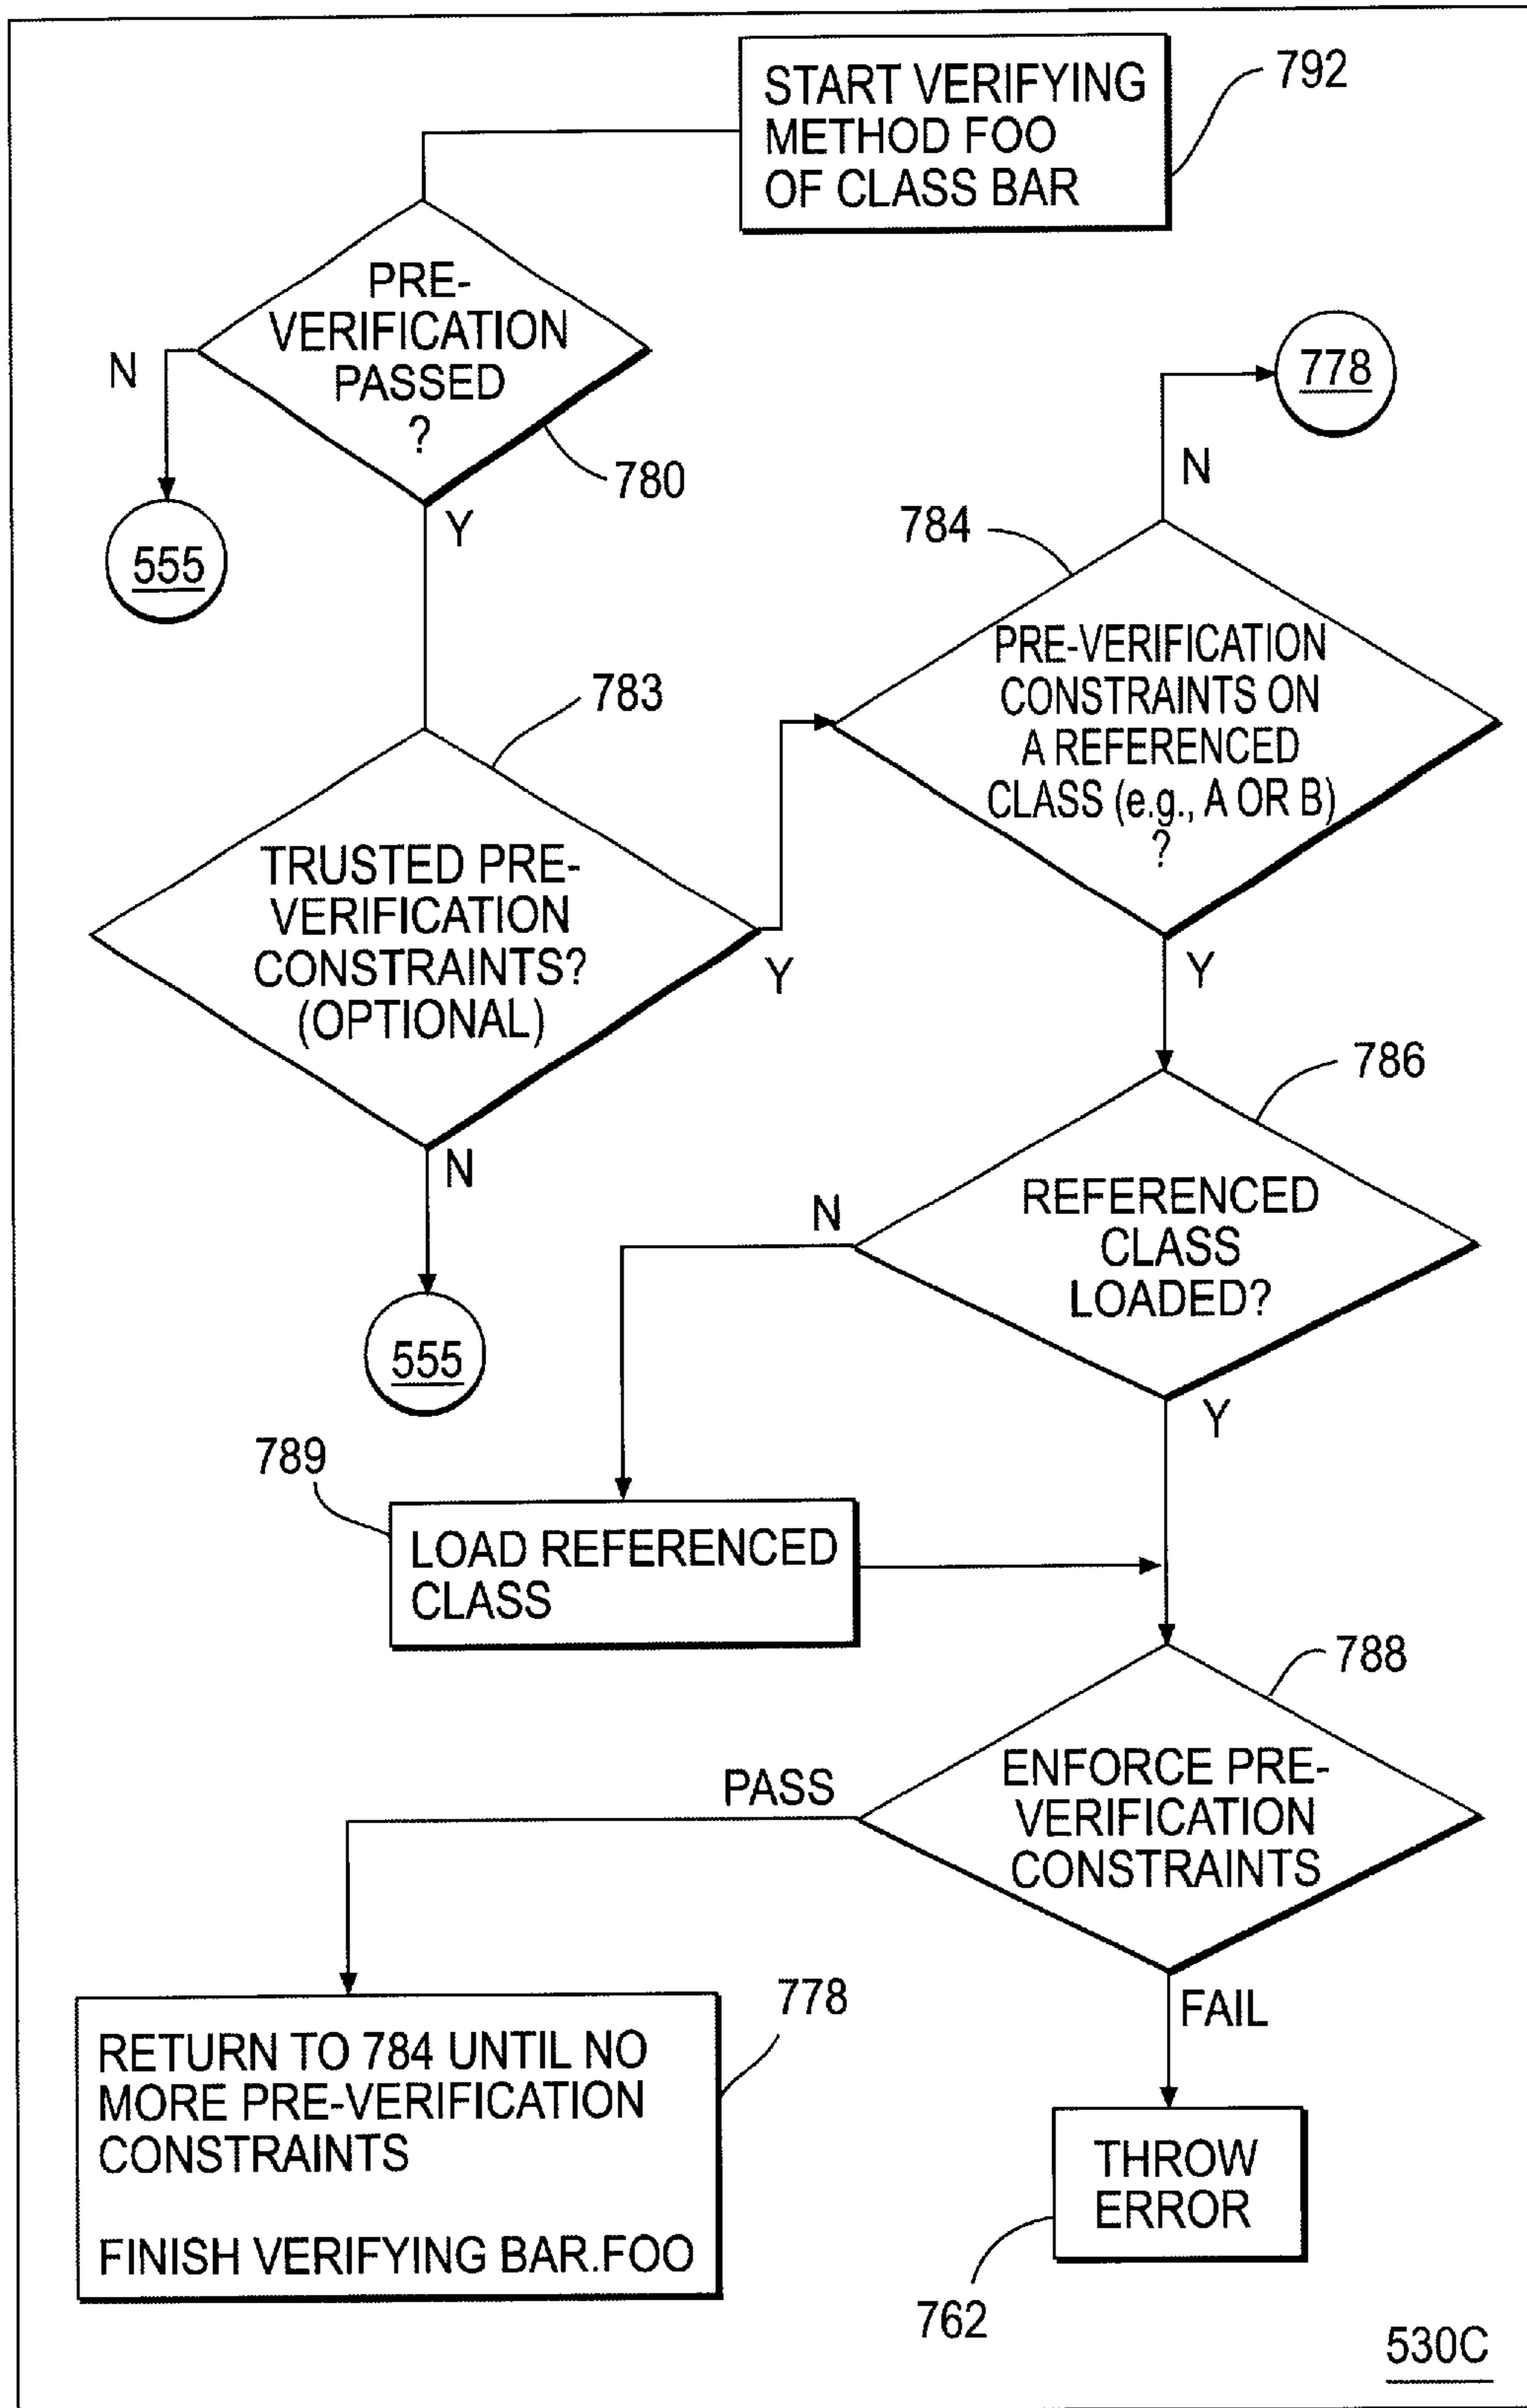 START VERIFYING
METHOD FOO
OF CLASS BAR
792
PRE-
VERIFICATION
PASSED
?
780
N
555
Y
783
TRUSTED PRE-
VERIFICATION
CONSTRAINTS?
(OPTIONAL)
Y
N
555
778
N
784
PRE-VERIFICATION
CONSTRAINTS ON
A REFERENCED
CLASS (e.g., A OR B)
?
Y
786
REFERENCED
CLASS
LOADED?
N
Y
789
LOAD REFERENCED
CLASS
788
ENFORCE PRE-
VERIFICATION
CONSTRAINTS
PASS
FAIL
778
RETURN TO 784 UNTIL NO
MORE PRE-VERIFICATION
CONSTRAINTS
FINISH VERIFYING BAR.FOO
THROW
ERROR
762
530C